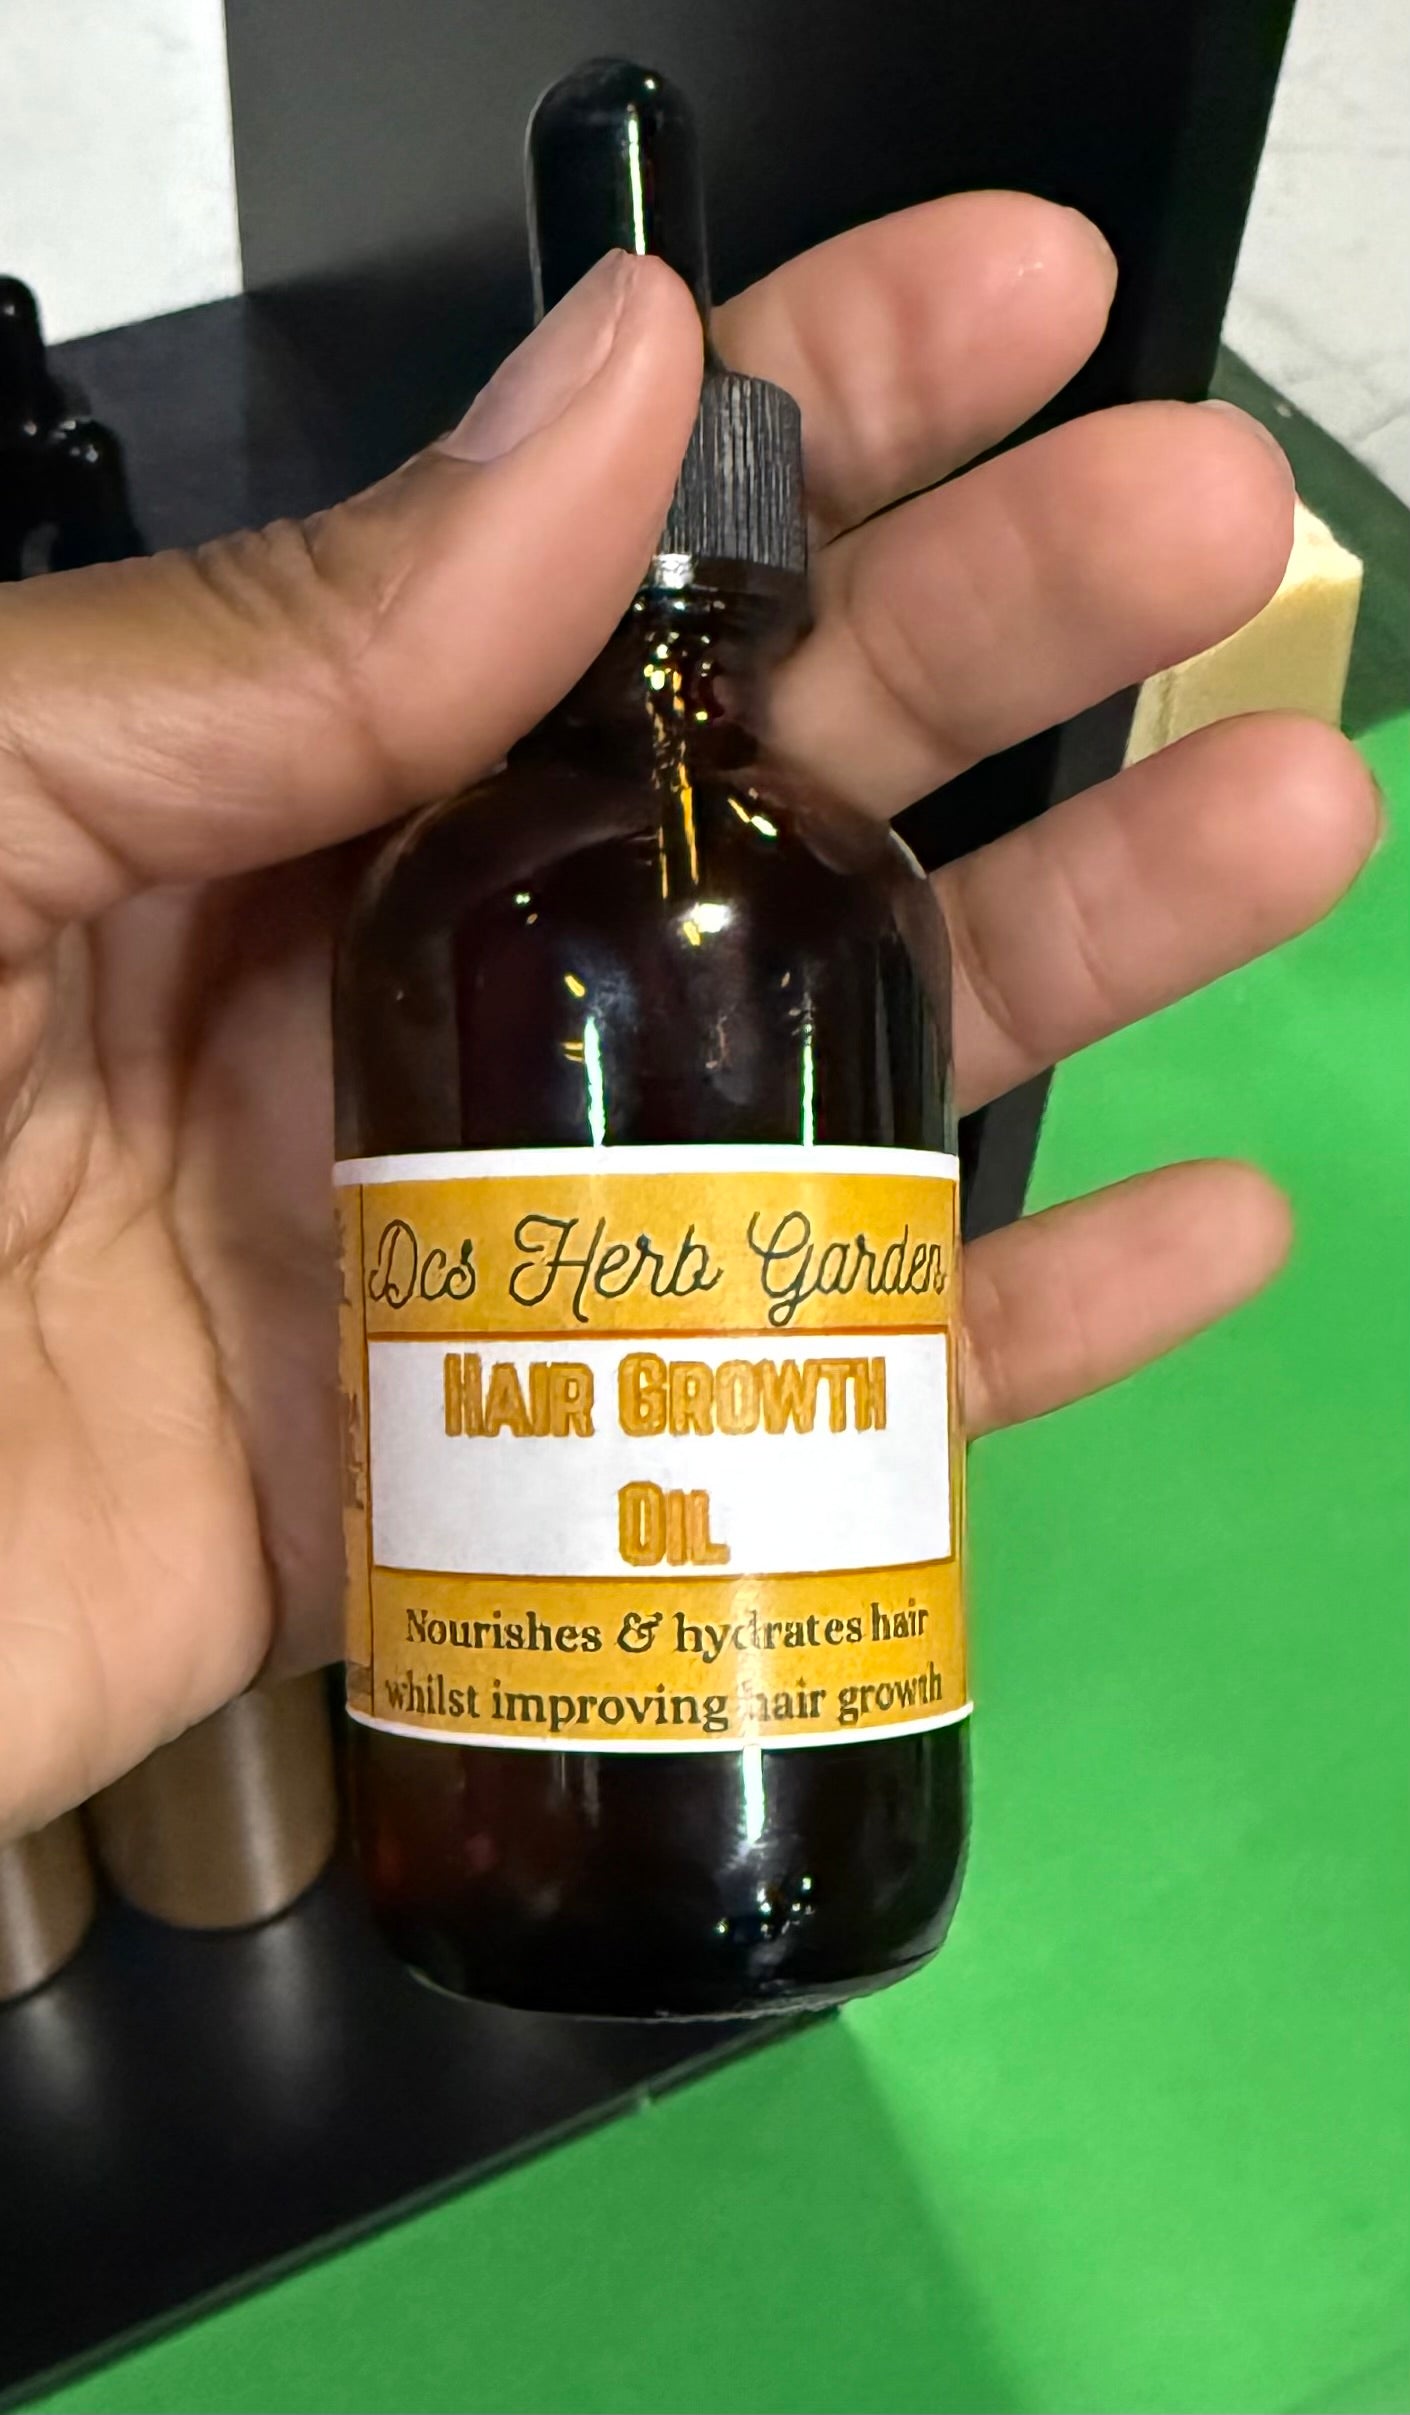 Dcs Herb Garden
HAIR GROWTH
OIL
Nourishes & hydrates hair
whilst improving hair growth